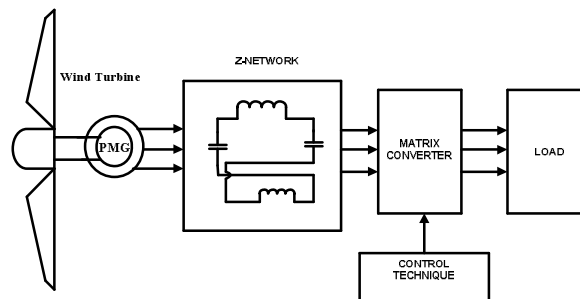 Z-NETWORK
Wind Turbine
PMG
MATRIX
CONVERTER
LOAD
CONTROL
TECHNIQUE